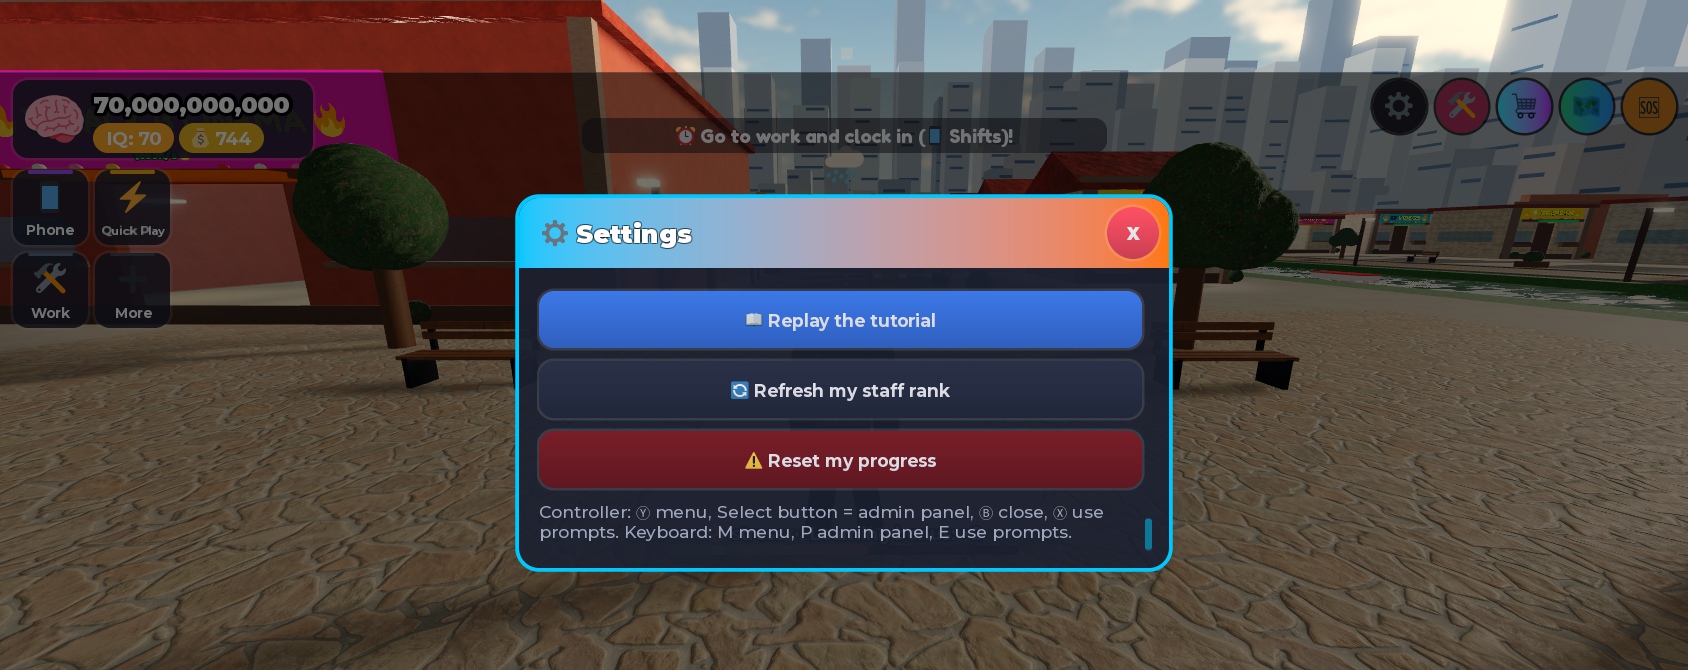 70,000,000,000
IQ: 70
744
Phone
Quick Play
Work
More
Go to work and clock in ( Shifts)!
SOS
Settings
X
Replay the tutorial
Refresh my staff rank
Reset my progress
Controller: Ⓨ menu, Select button = admin panel, Ⓑ close, Ⓧ use
prompts. Keyboard: M menu, P admin panel, E use prompts.